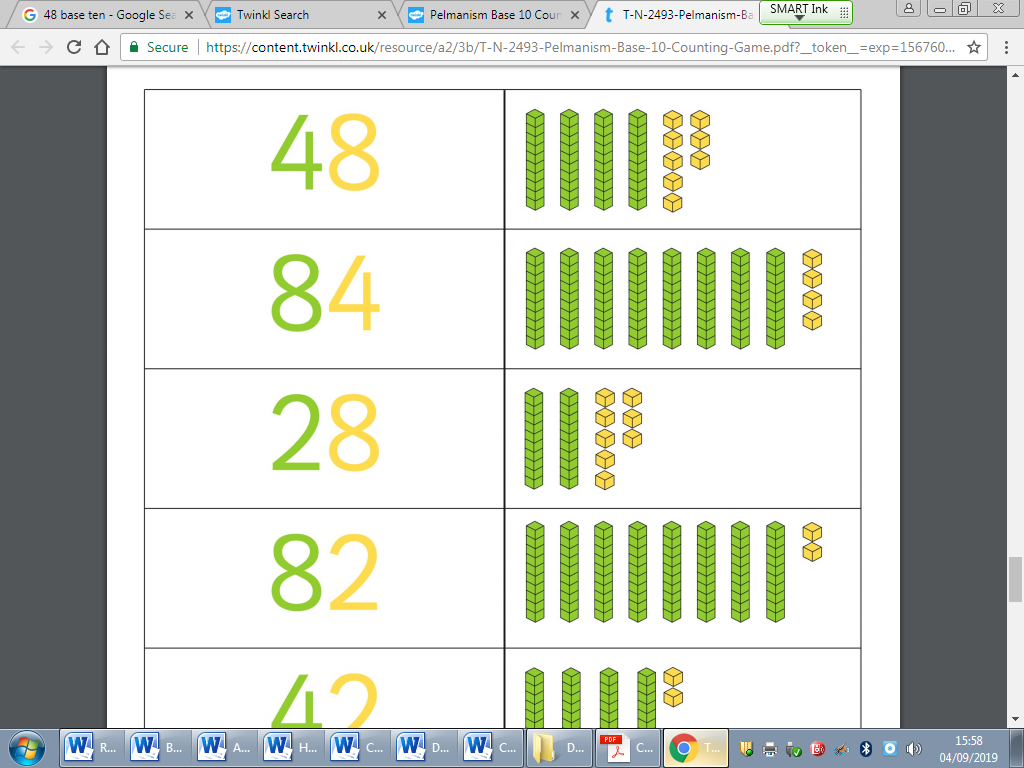 48 base ten - Google Sea
Twinkl Search
Pelmanism Base 10 Coun
T-N-2493-Pelmanism-Ba
SMART Ink
Secure
https://content.twinkl.co.uk/resource/a2/3b/T-N-2493-Pelmanism-Base-10-Counting-Game.pdf?__token__=exp=156760...
48
84
28
82
42
R...
B...
A...
H...
C...
D...
C...
D...
PDF
C...
T...
15:58
04/09/2019